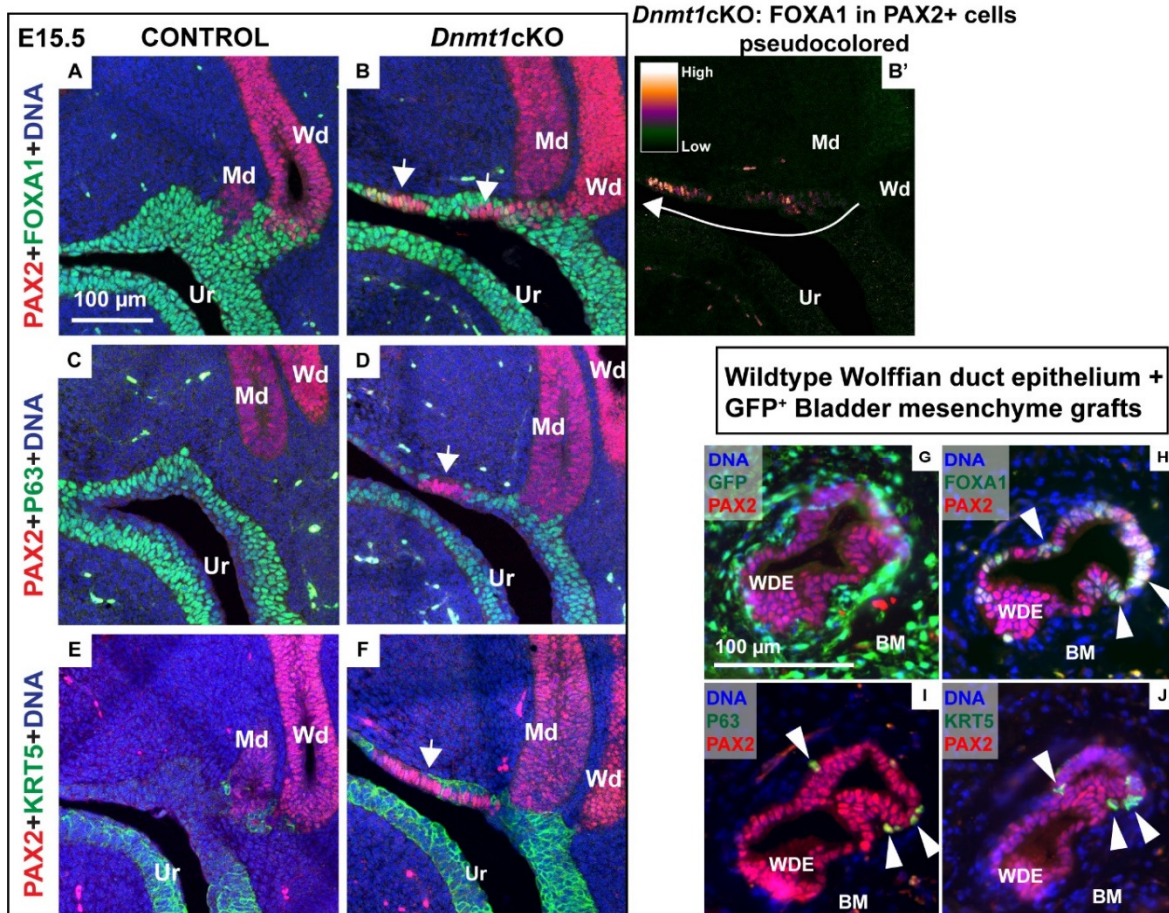 E15.5
CONTROL
Dnmt1cKO
Dnmt1cKO: FOXA1 in PAX2+ cells
pseudocolored
PAX2+FOXA1+DNA
A
Wd
Md
Ur
100 µm
B
Md
Wd
Ur
B'
High
Low
Md
Wd
Ur
PAX2+P63+DNA
C
Wd
Md
Ur
D
Wd
Md
Ur
PAX2+KRT5+DNA
E
Md
Wd
Ur
F
Md
Wd
Ur
Wildtype Wolffian duct epithelium +
GFP+ Bladder mesenchyme grafts
DNA
GFP
PAX2
G
WDE
BM
100 µm
DNA
FOXA1
PAX2
H
WDE
BM
DNA
P63
PAX2
I
WDE
BM
DNA
KRT5
PAX2
J
WDE
BM